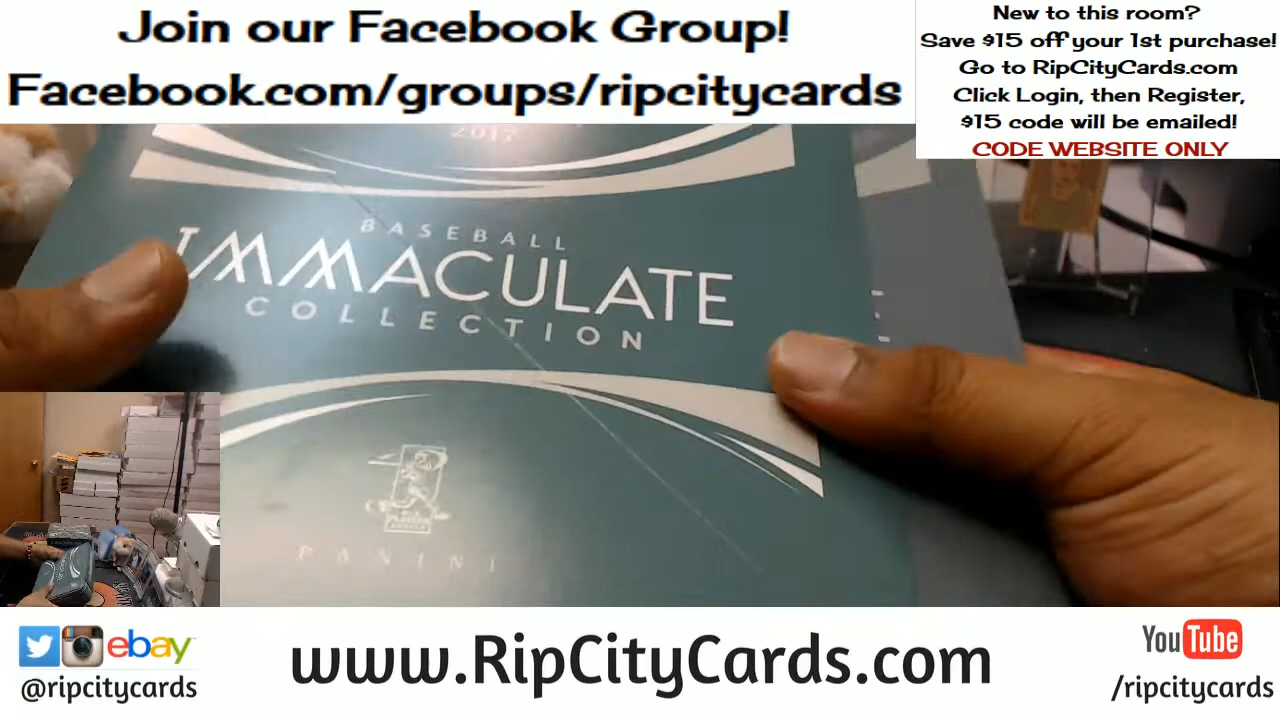 Join our Facebook Group!
Facebook.com/groups/ripcitycards
New to this room?
Save $15 off your 1st purchase!
Go to RipCityCards.com
Click Login, then Register,
$15 code will be emailed!
CODE WEBSITE ONLY
2017
BASEBALL
IMMACULATE
COLLECTION
PANINI
ebay
@ripcitycards
www.RipCityCards.com
YouTube
/ripcitycards